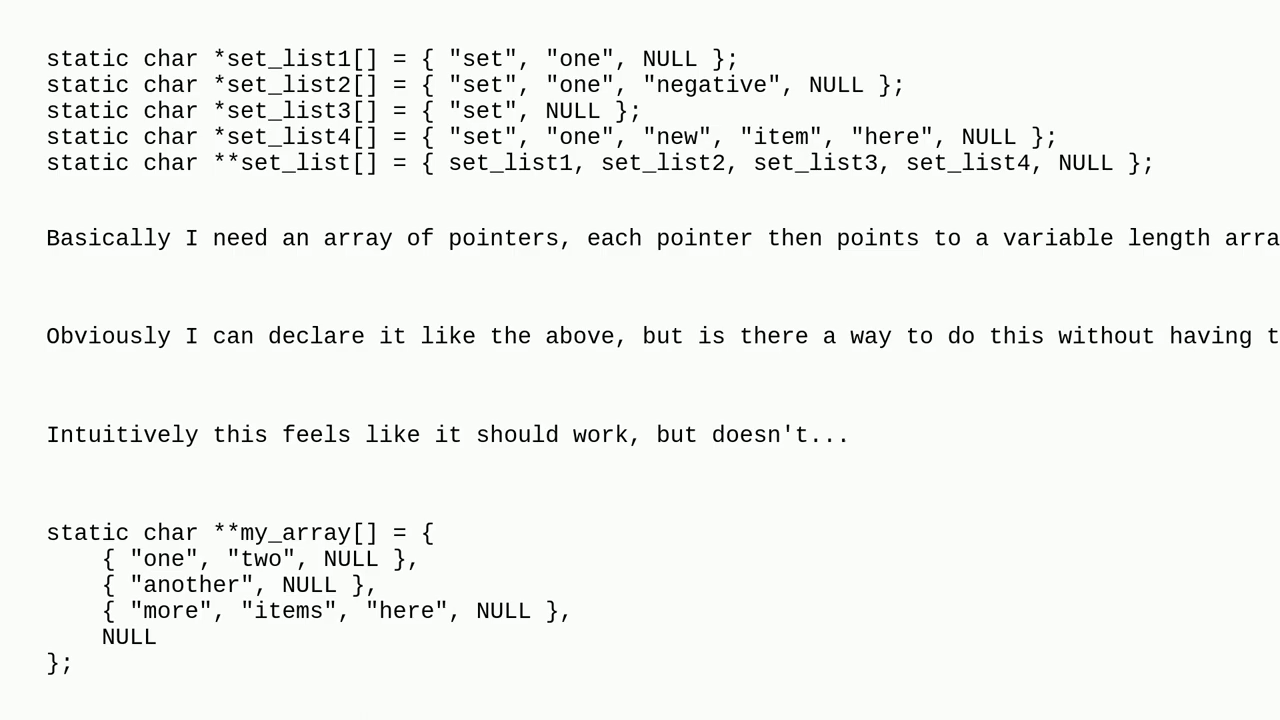 static char *set_list1[] = { "set", "one", NULL };
static char *set_list2[] = { "set", "one", "negative", NULL };
static char *set_list3[] = { "set", NULL };
static char *set_list4[] = { "set", "one", "new", "item", "here", NULL };
static char **set_list[] = { set_list1, set_list2, set_list3, set_list4, NULL };
Basically I need an array of pointers, each pointer then points to a variable length arra
Obviously I can declare it like the above, but is there a way to do this without having t
Intuitively this feels like it should work, but doesn't...
static char **my_array[] = {
    { "one", "two", NULL },
    { "another", NULL },
    { "more", "items", "here", NULL },
    NULL
};